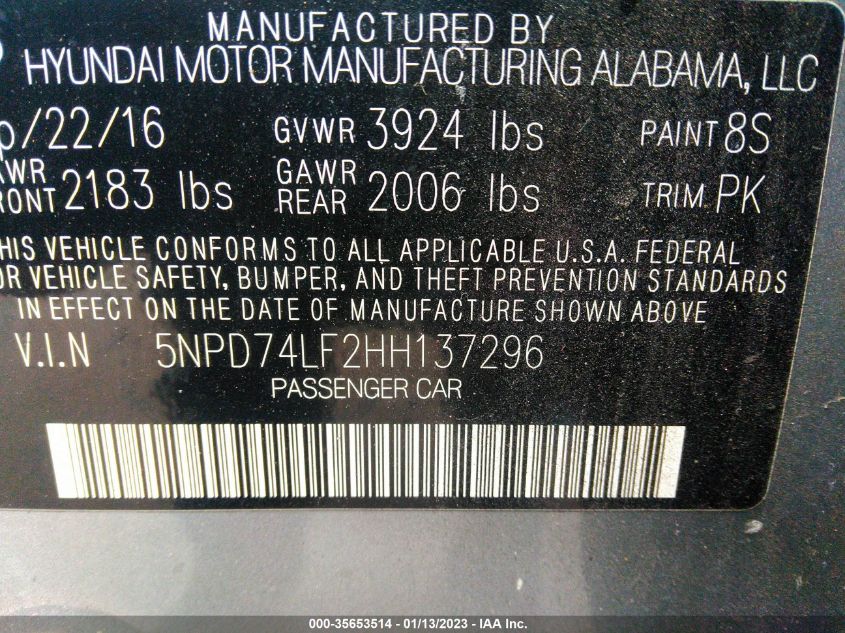 MANUFACTURED BY
HYUNDAI MOTOR MANUFACTURING ALABAMA, LLC
p/22/16 GVWR 3924 lbs PAINT 8S
WR FRONT 2183 lbs GAWR REAR 2006 lbs TRIM PK
HIS VEHICLE CONFORMS TO ALL APPLICABLE U.S.A. FEDERAL
OR VEHICLE SAFETY, BUMPER, AND THEFT PREVENTION STANDARDS
IN EFFECT ON THE DATE OF MANUFACTURE SHOWN ABOVE
V.I.N 5NPD74LF2HH137296
PASSENGER CAR
000-35653514 - 01/13/2023 - IAA Inc.